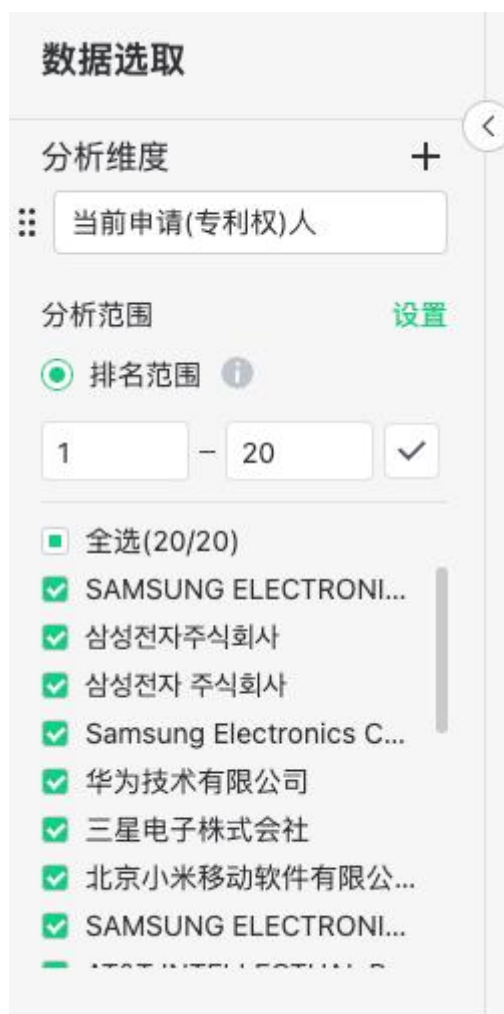 数据选取
分析维度
当前申请(专利权)人
分析范围 设置
排名范围
1 – 20
全选(20/20)
SAMSUNG ELECTRONI...
삼성전자주식회사
삼성전자 주식회사
Samsung Electronics C...
华为技术有限公司
三星电子株式会社
北京小米移动软件有限公...
SAMSUNG ELECTRONI...